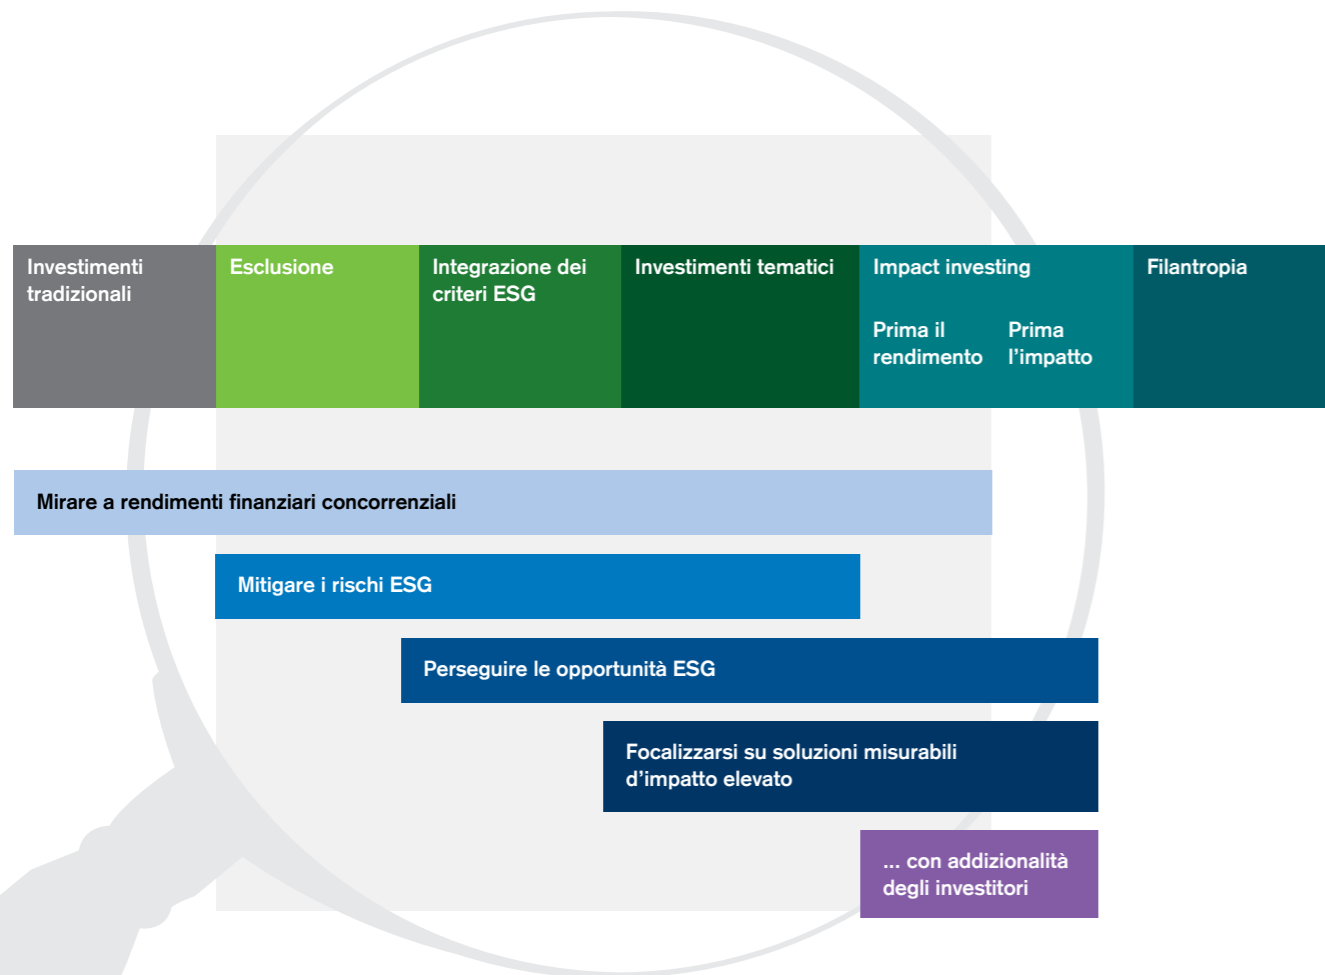 Investimenti
tradizionali
Esclusione
Integrazione dei
criteri ESG
Investimenti tematici
Impact investing
Prima il
rendimento
Prima
l’impatto
Filantropia
Mirare a rendimenti finanziari concorrenziali
Mitigare i rischi ESG
Perseguire le opportunità ESG
Focalizzarsi su soluzioni misurabili
d’impatto elevato
... con addizionalità
degli investitori